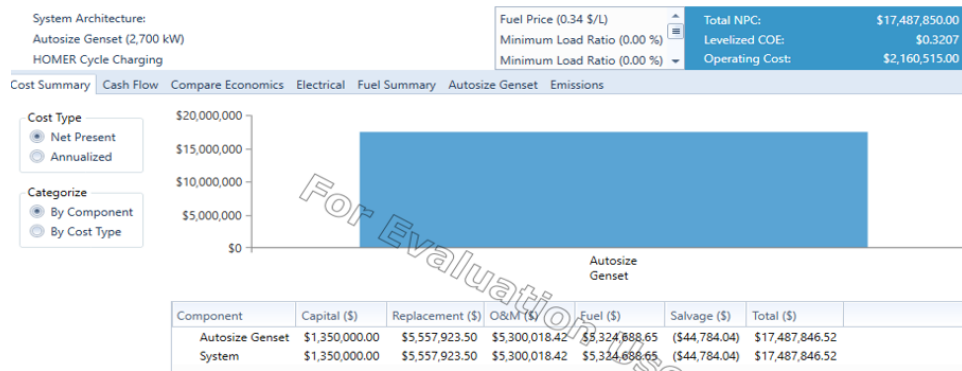 System Architecture:
Autosize Genset (2,700 kW)
HOMER Cycle Charging
Fuel Price (0.34 $/L)
Minimum Load Ratio (0.00 %)
Minimum Load Ratio (0.00 %)
Total NPC: $17,487,850.00
Levelized COE: $0.3207
Operating Cost: $2,160,515.00
Cost Summary Cash Flow Compare Economics Electrical Fuel Summary Autosize Genset Emissions
Cost Type
Net Present
Annualized
Categorize
By Component
By Cost Type
$20,000,000
$15,000,000
$10,000,000
$5,000,000
$0
Autosize
Genset
For Evaluation Use
Component Capital ($) Replacement ($) O&M ($) Fuel ($) Salvage ($) Total ($)
Autosize Genset $1,350,000.00 $5,557,923.50 $5,300,018.42 $5,324,688.65 ($44,784.04) $17,487,846.52
System $1,350,000.00 $5,557,923.50 $5,300,018.42 $5,324,688.65 ($44,784.04) $17,487,846.52